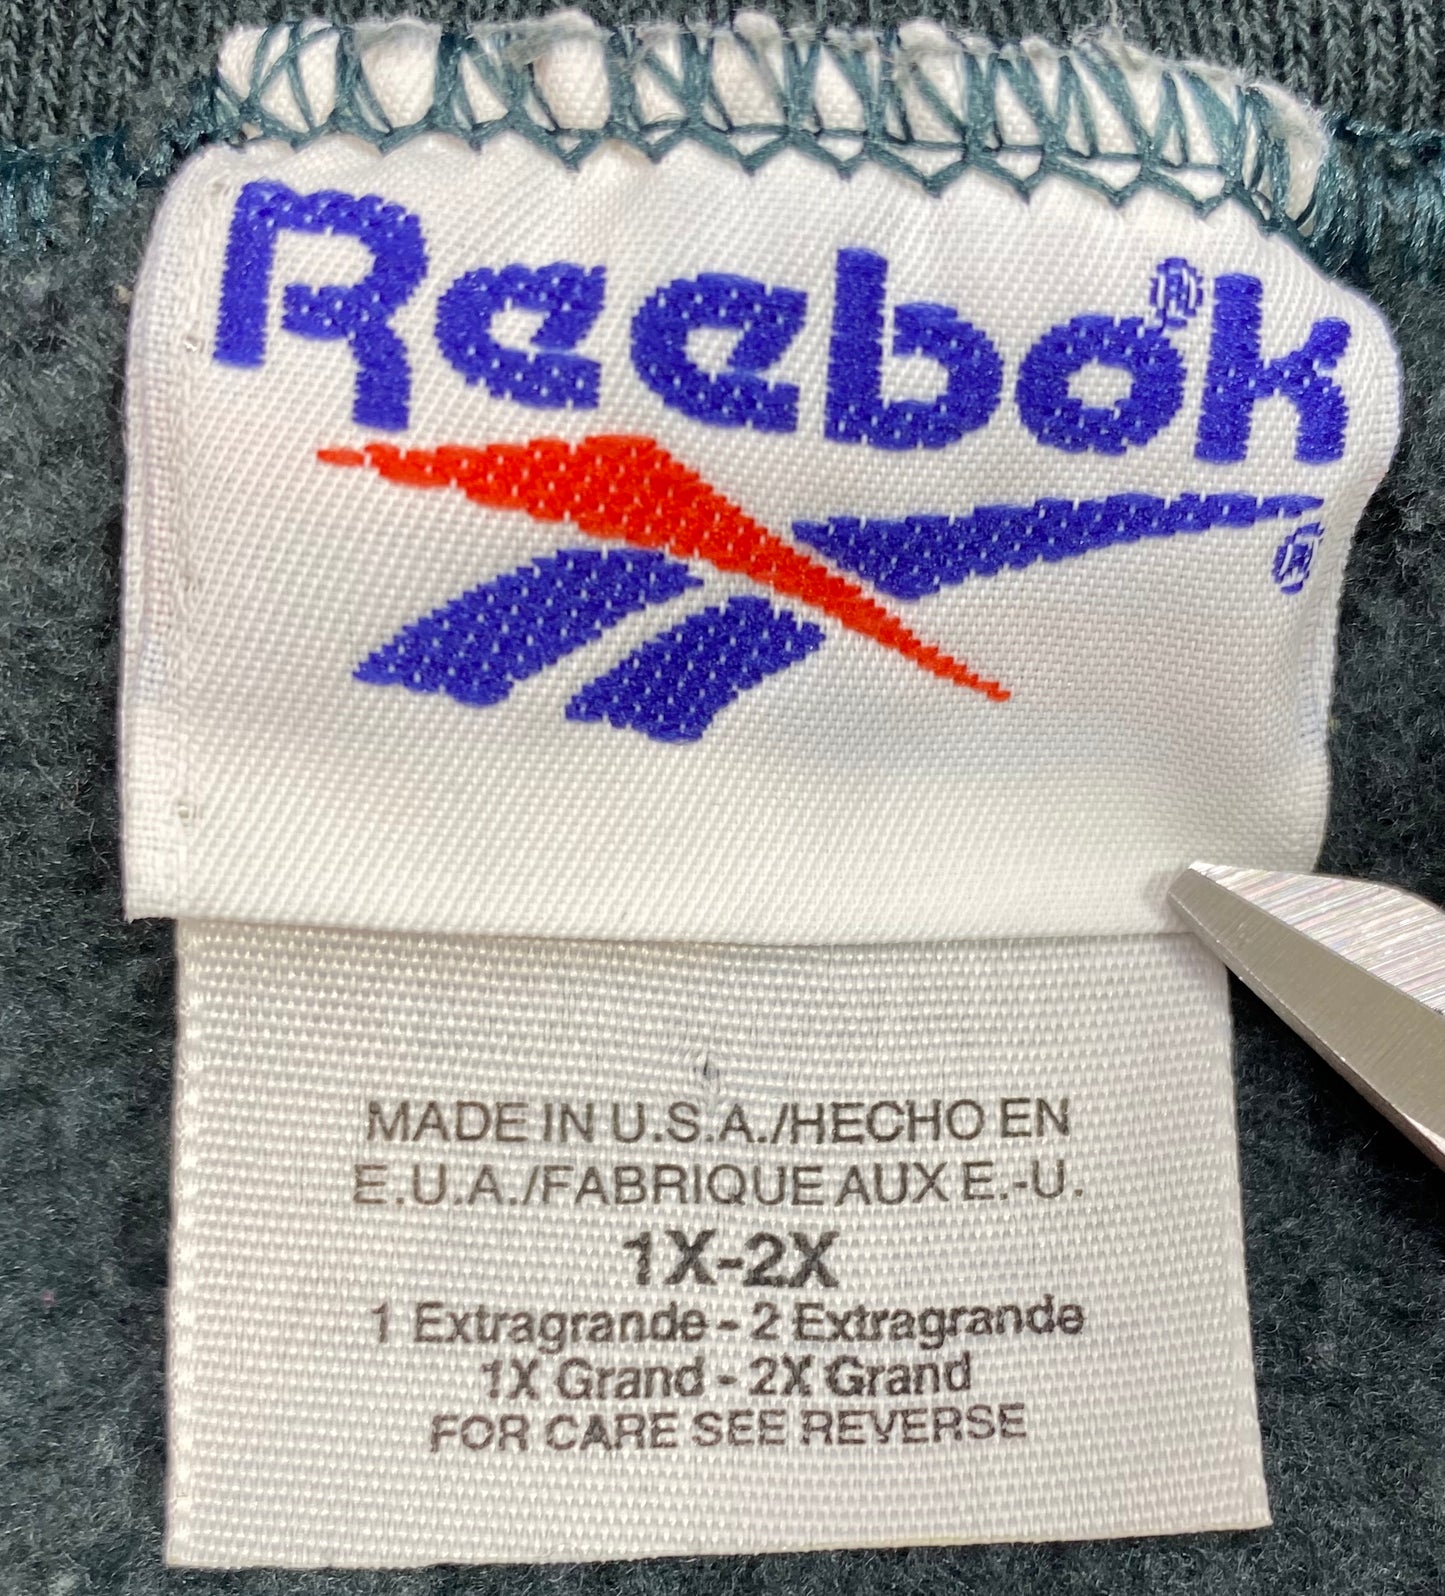 Reebok®
®
MADE IN U.S.A./HECHO EN
E.U.A./FABRIQUE AUX E.-U.
1X-2X
1 Extragrande - 2 Extragrande
1X Grand - 2X Grand
FOR CARE SEE REVERSE